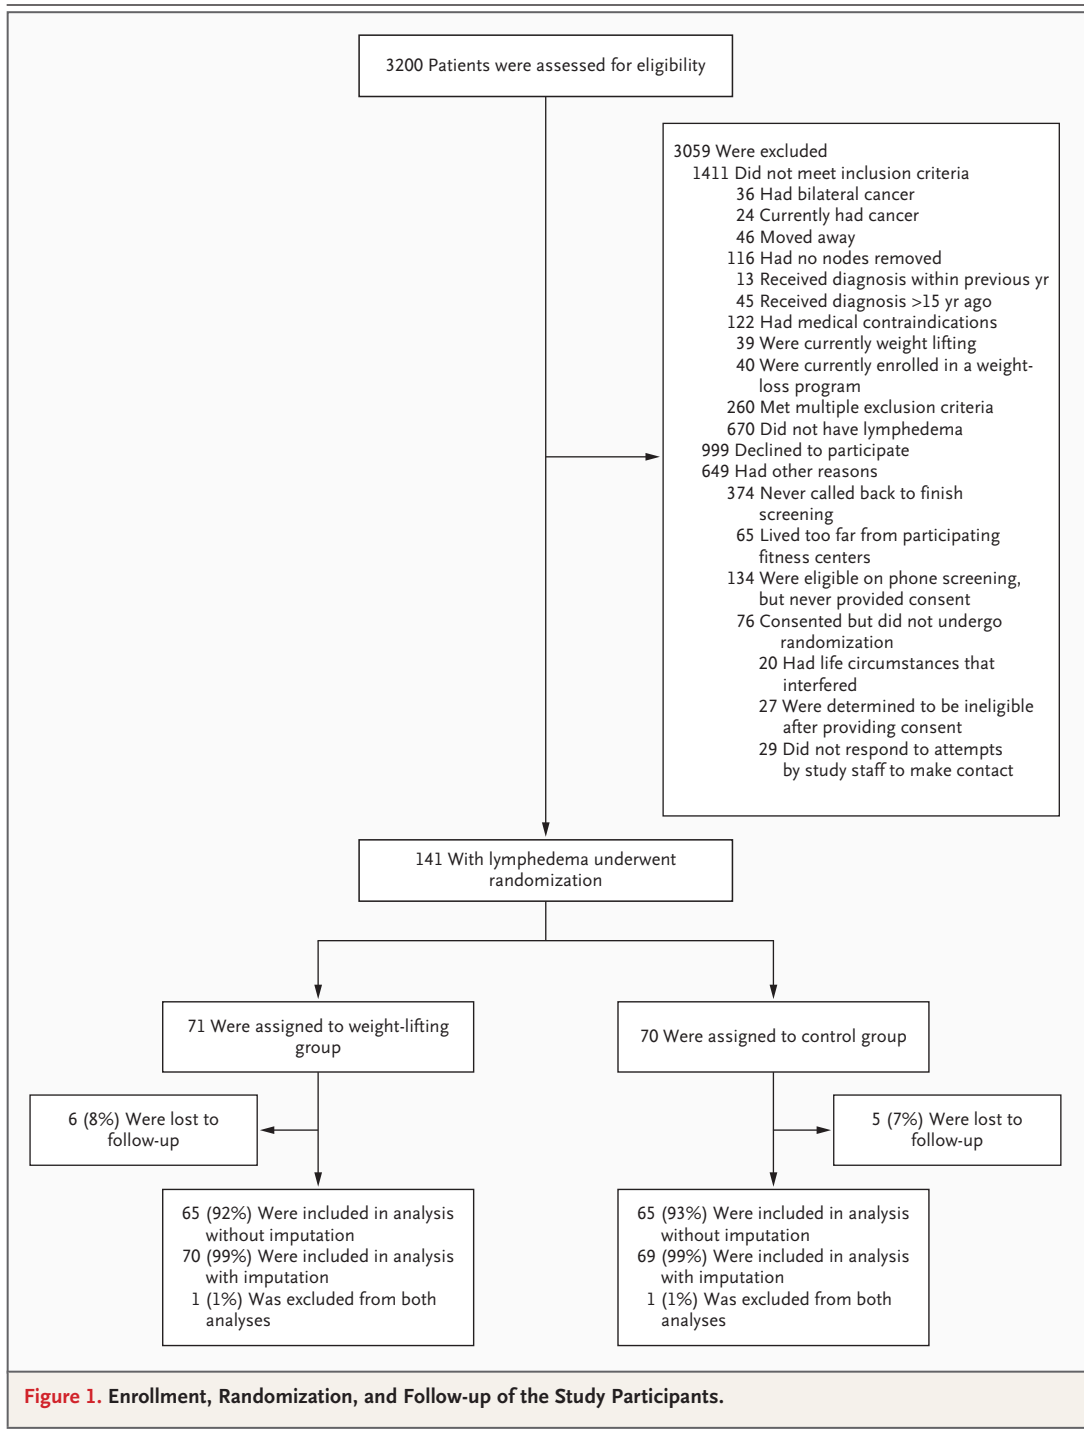 3200 Patients were assessed for eligibility
3059 Were excluded
1411 Did not meet inclusion criteria
36 Had bilateral cancer
24 Currently had cancer
46 Moved away
116 Had no nodes removed
13 Received diagnosis within previous yr
45 Received diagnosis >15 yr ago
122 Had medical contraindications
39 Were currently weight lifting
40 Were currently enrolled in a weight-
loss program
260 Met multiple exclusion criteria
670 Did not have lymphedema
999 Declined to participate
649 Had other reasons
374 Never called back to finish
screening
65 Lived too far from participating
fitness centers
134 Were eligible on phone screening,
but never provided consent
76 Consented but did not undergo
randomization
20 Had life circumstances that
interfered
27 Were determined to be ineligible
after providing consent
29 Did not respond to attempts
by study staff to make contact
141 With lymphedema underwent
randomization
71 Were assigned to weight-lifting
group
70 Were assigned to control group
6 (8%) Were lost to
follow-up
5 (7%) Were lost to
follow-up
65 (92%) Were included in analysis
without imputation
70 (99%) Were included in analysis
with imputation
1 (1%) Was excluded from both
analyses
65 (93%) Were included in analysis
without imputation
69 (99%) Were included in analysis
with imputation
1 (1%) Was excluded from both
analyses
Figure 1. Enrollment, Randomization, and Follow-up of the Study Participants.